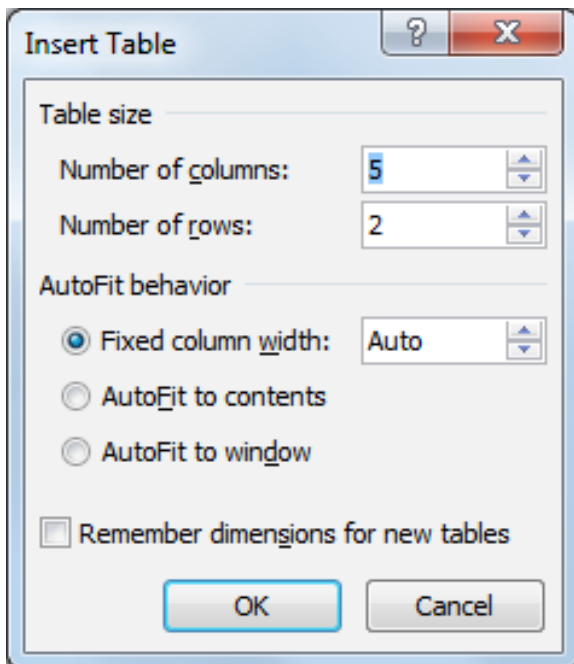 Insert Table
?
X
Table size
Number of columns: 5
Number of rows: 2
AutoFit behavior
Fixed column width: Auto
AutoFit to contents
AutoFit to window
Remember dimensions for new tables
OK Cancel